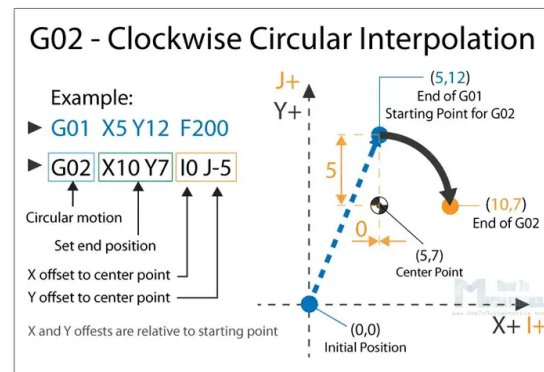 G02 - Clockwise Circular Interpolation
Example:
G01 X5 Y12 F200
G02 X10 Y7 I0 J-5
Circular motion
Set end position
X offset to center point
Y offset to center point
X and Y offests are relative to starting point
J+
Y+
(5,12)
End of G01
Starting Point for G02
5
0
(10,7)
End of G02
(5,7)
Center Point
(0,0)
Initial Position
X+ I+
How To